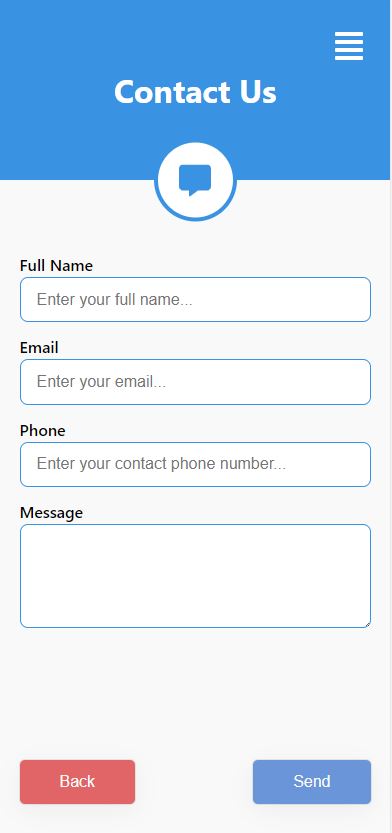 Contact Us
Full Name
Enter your full name...
Email
Enter your email...
Phone
Enter your contact phone number...
Message
Back
Send